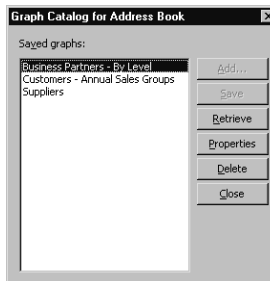 Graph Catalog for Address Book
Saved graphs:
Business Partners - By Level
Customers - Annual Sales Groups
Suppliers
Add...
Save
Retrieve
Properties
Delete
Close